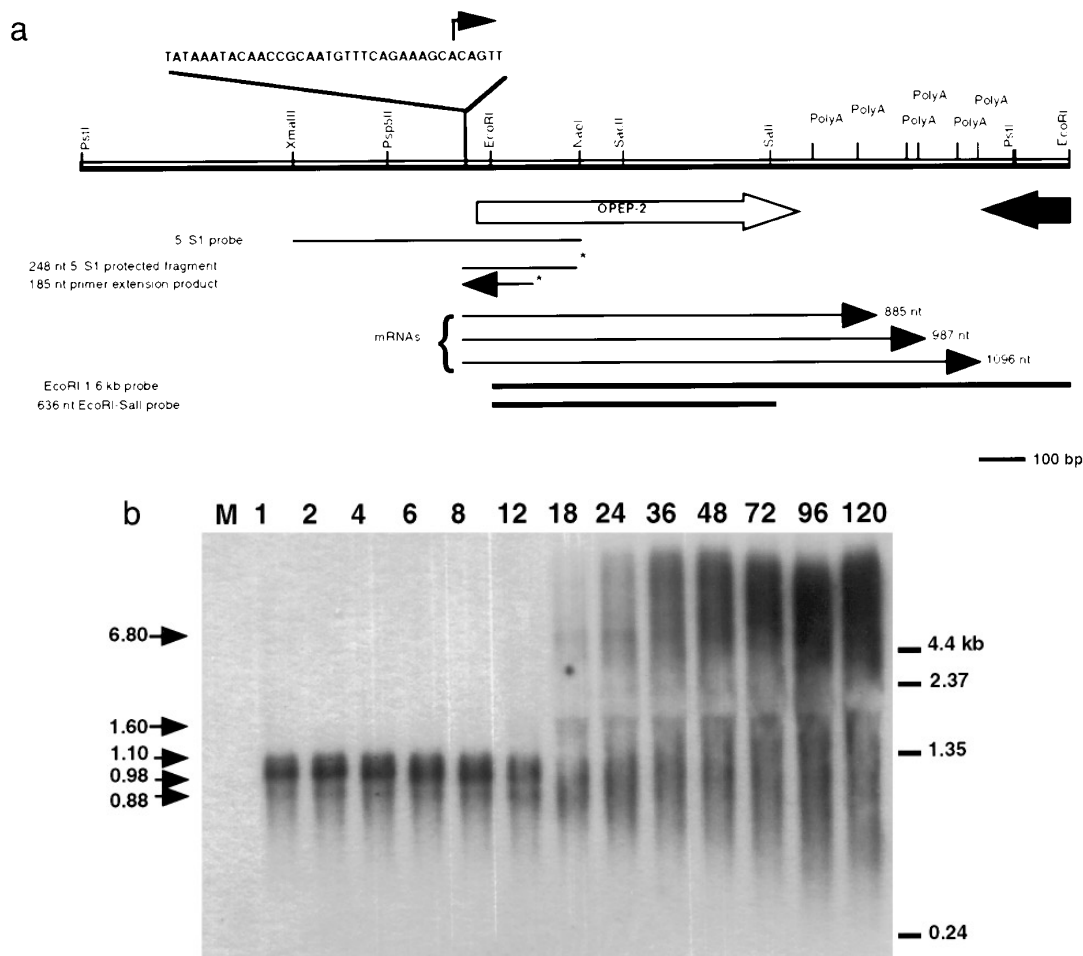 a
TATAAATACAACCGCAATGTTTCAGAAAGCACAGTT
PstI
XmaIII
Psp5II
EcoRI
NaeI
SacII
SalI
PolyA
PolyA
PolyA
PolyA
PolyA
PolyA
PstI
EcoRI
OPEP-2
5 S1 probe
*
248 nt 5 S1 protected fragment
185 nt primer extension product
*
mRNAs {
885 nt
987 nt
1096 nt
EcoRI 1 6 kb probe
636 nt EcoRI-SalI probe
100 bp
b
M 1 2 4 6 8 12 18 24 36 48 72 96 120
6.80
1.60
1.10
0.98
0.88
4.4 kb
2.37
1.35
0.24